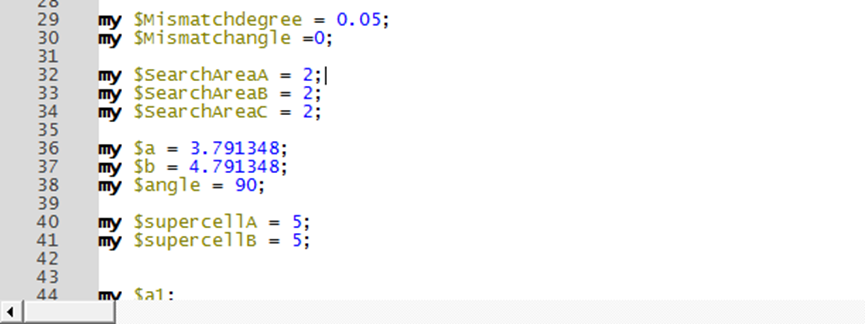 28
29 my $Mismatchdegree = 0.05;
30 my $Mismatchangle =0;
31
32 my $SearchAreaA = 2;
33 my $SearchAreaB = 2;
34 my $SearchAreaC = 2;
35
36 my $a = 3.791348;
37 my $b = 4.791348;
38 my $angle = 90;
39
40 my $supercellA = 5;
41 my $supercellB = 5;
42
43
44 my $a1;